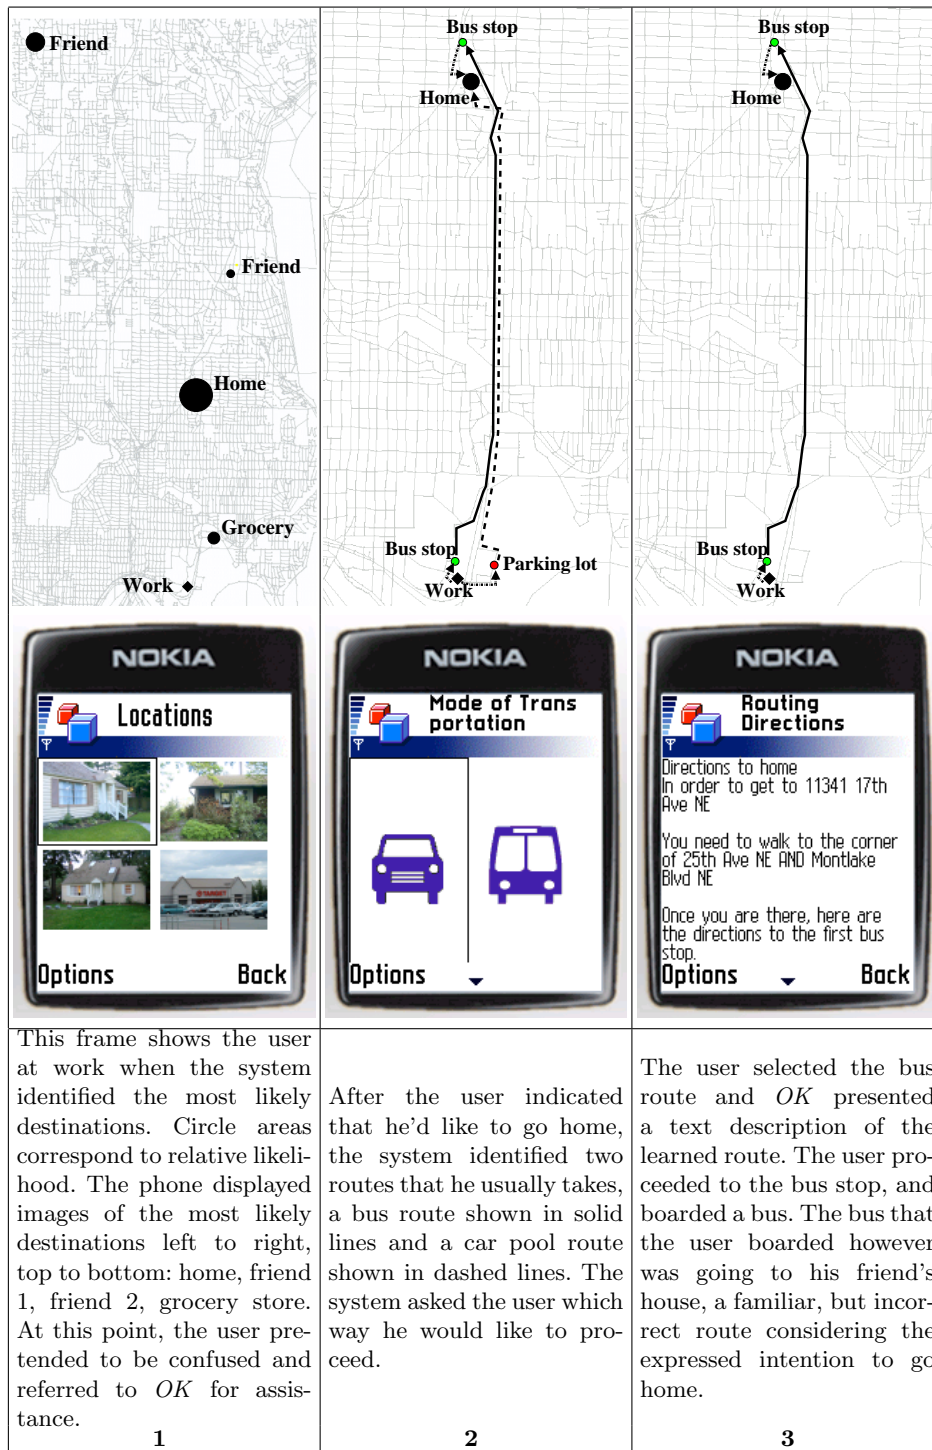 Friend
Friend
Home
Grocery
Work
Bus stop
Home
Bus stop
Parking lot
Work
Bus stop
Home
Bus stop
Work
NOKIA
Locations
TARGET
Options Back
NOKIA
Mode of Trans
portation
Options
NOKIA
Routing
Directions
Directions to home
In order to get to 11341 17th
Ave NE
You need to walk to the corner
of 25th Ave NE AND Montlake
Blvd NE
Once you are there, here are
the directions to the first bus
stop.
Options Back
This frame shows the user
at work when the system
identified the most likely
destinations. Circle areas
correspond to relative likeli-
hood. The phone displayed
images of the most likely
destinations left to right,
top to bottom: home, friend
1, friend 2, grocery store.
At this point, the user pre-
tended to be confused and
referred to OK for assis-
tance.
1
After the user indicated
that he'd like to go home,
the system identified two
routes that he usually takes,
a bus route shown in solid
lines and a car pool route
shown in dashed lines. The
system asked the user which
way he would like to pro-
ceed.
2
The user selected the bus
route and OK presented
a text description of the
learned route. The user pro-
ceeded to the bus stop, and
boarded a bus. The bus that
the user boarded however
was going to his friend's
house, a familiar, but incor-
rect route considering the
expressed intention to go
home.
3